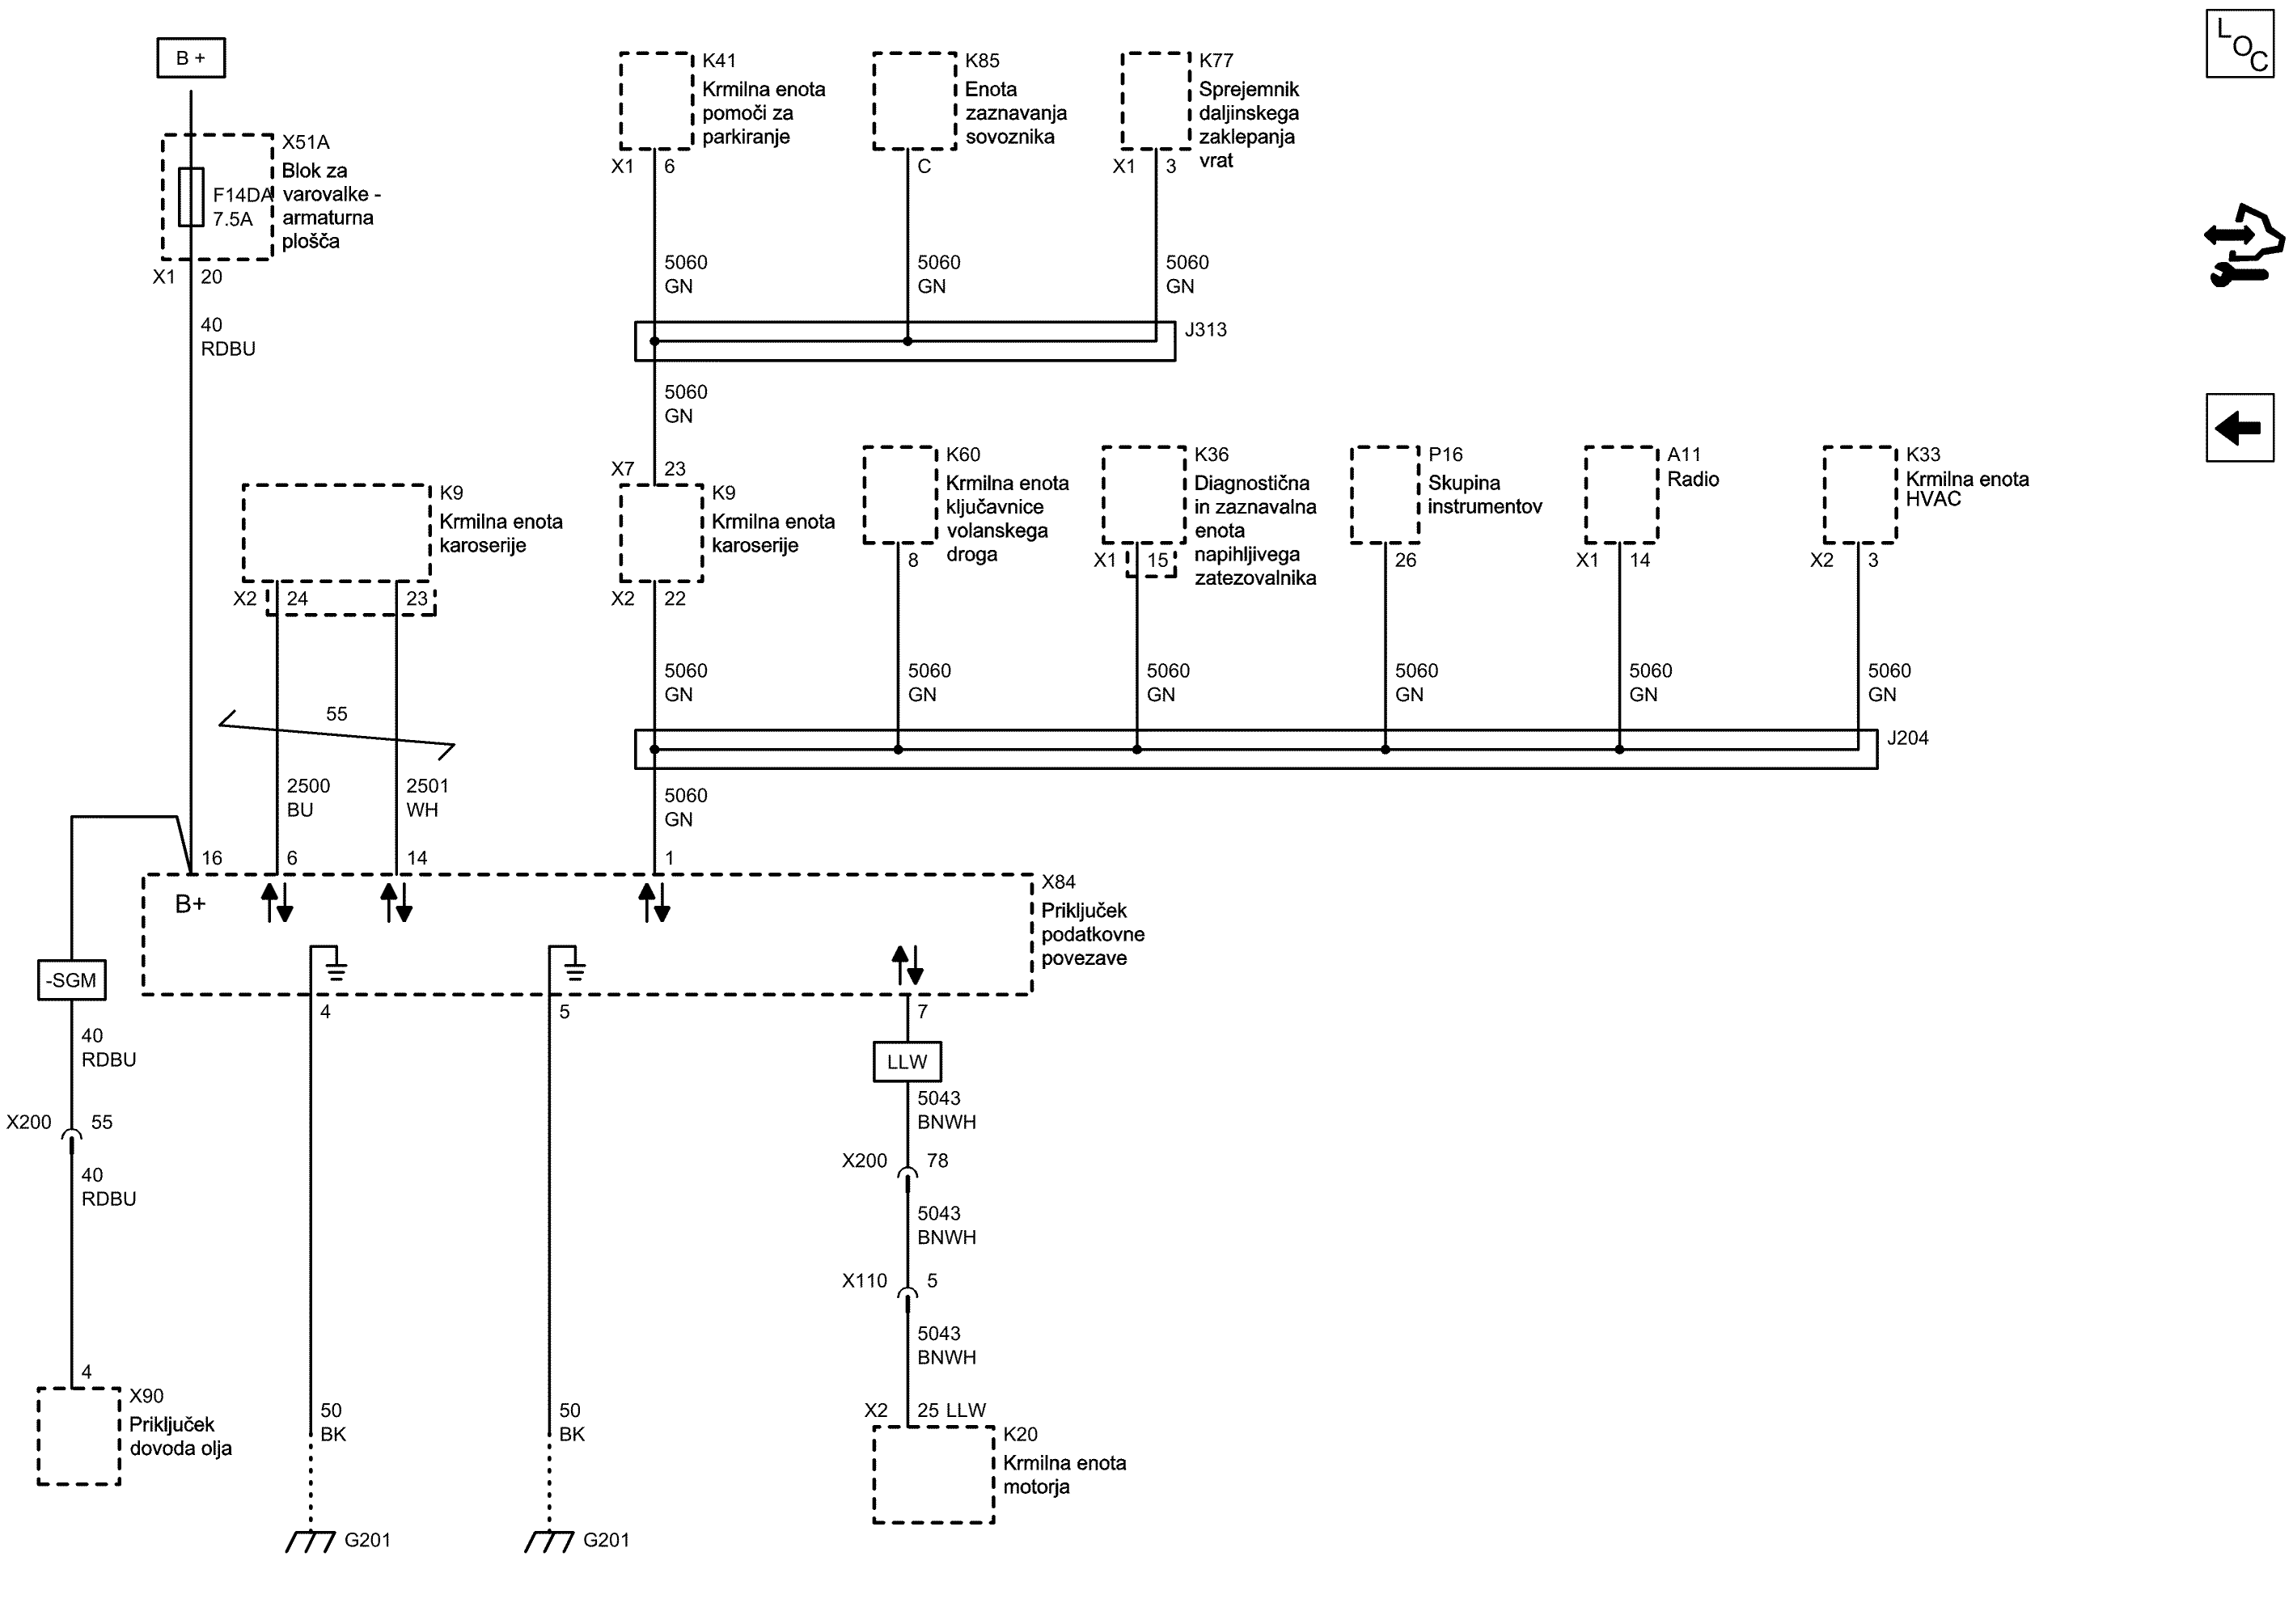 B +
X51A
Blok za
varovalke -
armaturna
plošča
F14DA
7.5A
X1 20
40
RDBU
K41
Krmilna enota
pomoči za
parkiranje
X1 6
5060
GN
K85
Enota
zaznavanja
sovoznika
C
5060
GN
K77
Sprejemnik
daljinskega
zaklepanja
vrat
X1 3
5060
GN
LOC
J313
5060
GN
X7 23
K9
Krmilna enota
karoserije
X2 24 23
K9
Krmilna enota
karoserije
X2 22
5060
GN
K60
Krmilna enota
ključavnice
volanskega
droga
8
5060
GN
K36
Diagnostična
in zaznavalna
enota
napihljivega
zatezovalnika
X1 15
5060
GN
P16
Skupina
instrumentov
26
5060
GN
A11
Radio
X1 14
5060
GN
K33
Krmilna enota
HVAC
X2 3
5060
GN
J204
55
2500
BU
2501
WH
5060
GN
16 6 14 1
B+
X84
Priključek
podatkovne
povezave
4 5 7
-SGM
40
RDBU
X200 55
40
RDBU
4
X90
Priključek
dovoda olja
50
BK
G201
50
BK
G201
LLW
5043
BNWH
X200 78
5043
BNWH
X110 5
5043
BNWH
X2 25 LLW
K20
Krmilna enota
motorja